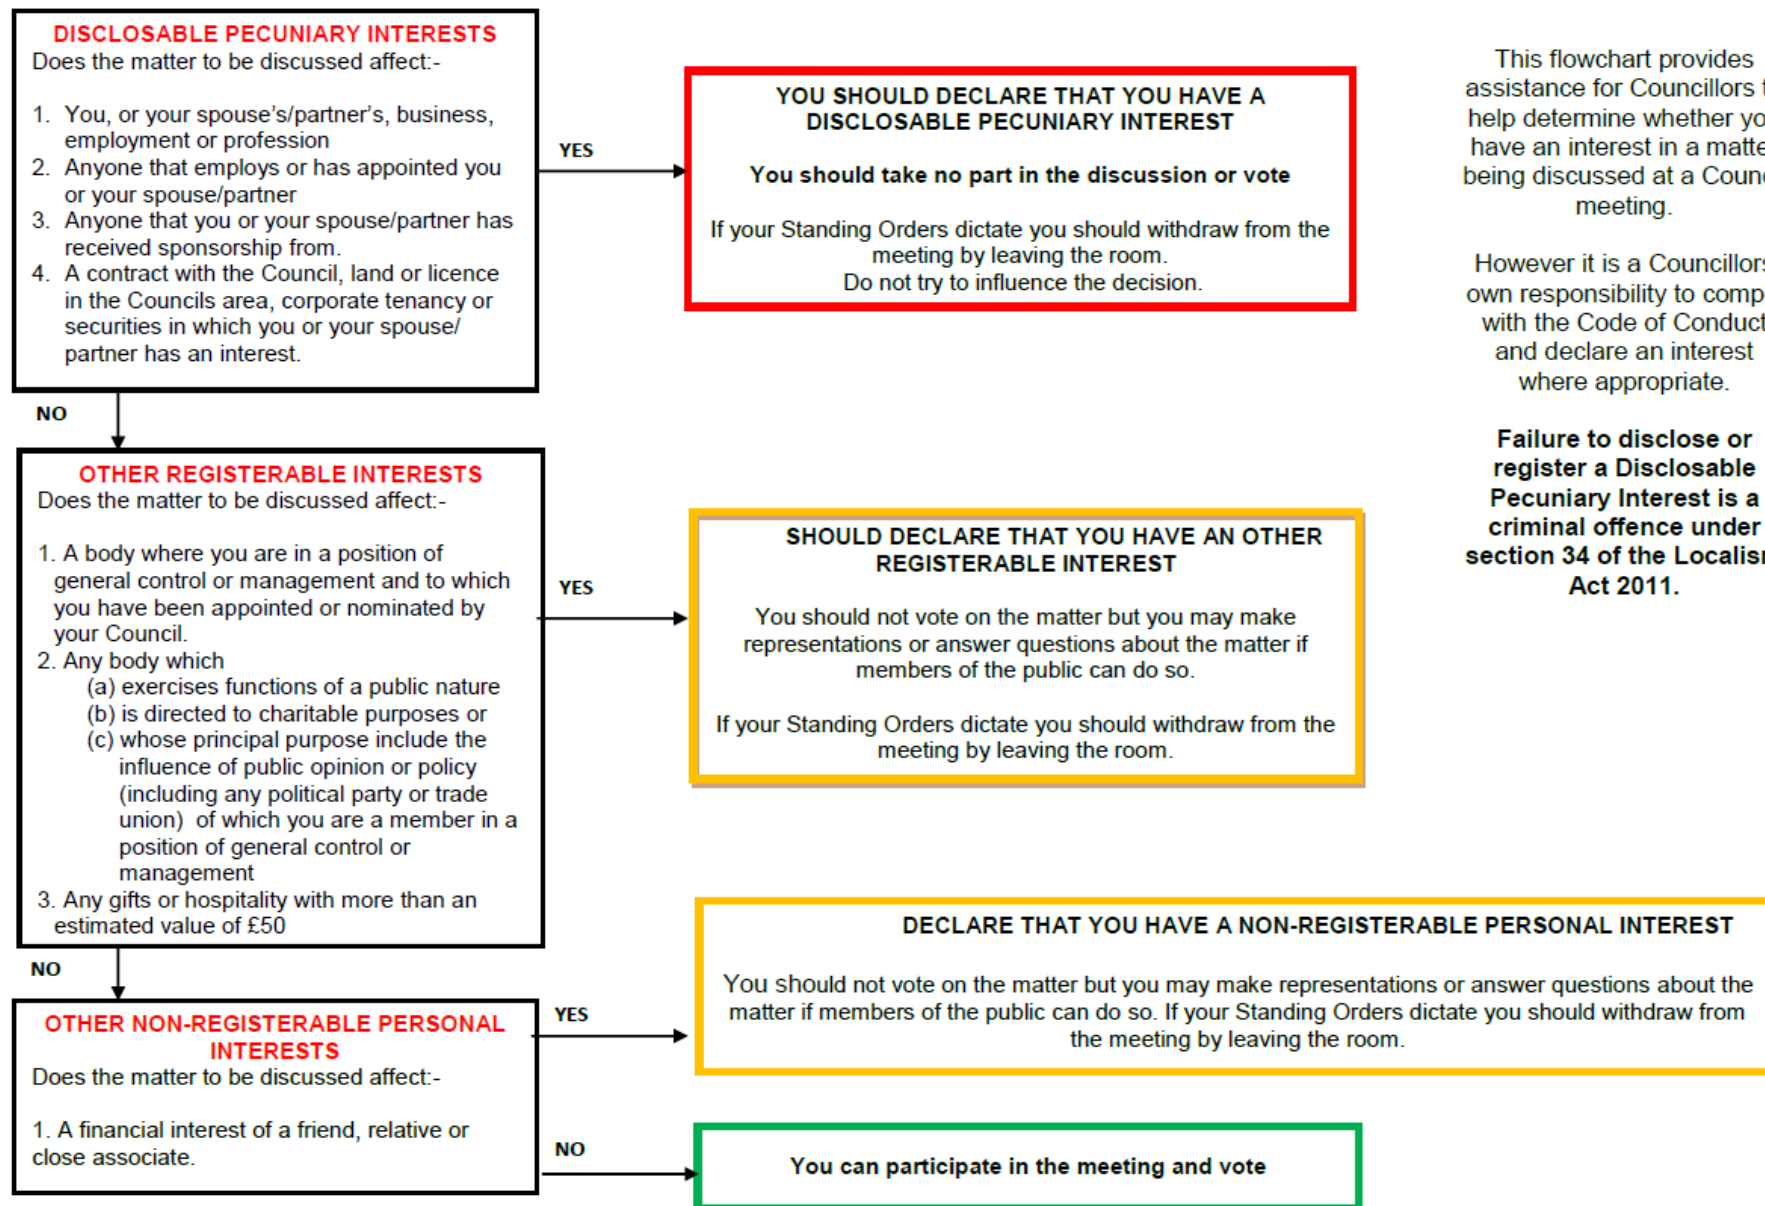 DISCLOSABLE PECUNIARY INTERESTS
Does the matter to be discussed affect:-
1. You, or your spouse's/partner's, business,
employment or profession
2. Anyone that employs or has appointed you
or your spouse/partner
3. Anyone that you or your spouse/partner has
received sponsorship from.
4. A contract with the Council, land or licence
in the Councils area, corporate tenancy or
securities in which you or your spouse/
partner has an interest.
YES
YOU SHOULD DECLARE THAT YOU HAVE A
DISCLOSABLE PECUNIARY INTEREST
You should take no part in the discussion or vote
If your Standing Orders dictate you should withdraw from the
meeting by leaving the room.
Do not try to influence the decision.
NO
OTHER REGISTERABLE INTERESTS
Does the matter to be discussed affect:-
1. A body where you are in a position of
general control or management and to which
you have been appointed or nominated by
your Council.
2. Any body which
(a) exercises functions of a public nature
(b) is directed to charitable purposes or
(c) whose principal purpose include the
influence of public opinion or policy
(including any political party or trade
union) of which you are a member in a
position of general control or
management
3. Any gifts or hospitality with more than an
estimated value of £50
YES
SHOULD DECLARE THAT YOU HAVE AN OTHER
REGISTERABLE INTEREST
You should not vote on the matter but you may make
representations or answer questions about the matter if
members of the public can do so.
If your Standing Orders dictate you should withdraw from the
meeting by leaving the room.
NO
OTHER NON-REGISTERABLE PERSONAL
INTERESTS
Does the matter to be discussed affect:-
1. A financial interest of a friend, relative or
close associate.
YES
DECLARE THAT YOU HAVE A NON-REGISTERABLE PERSONAL INTEREST
You should not vote on the matter but you may make representations or answer questions about the
matter if members of the public can do so. If your Standing Orders dictate you should withdraw from
the meeting by leaving the room.
NO
You can participate in the meeting and vote
This flowchart provides
assistance for Councillors
help determine whether
have an interest in a
being discussed at a
meeting.
However it is a Councillors
own responsibility to
with the Code of Conduct
and declare an interest
where appropriate.
Failure to disclose or
register a Disclosable
Pecuniary Interest is a
criminal offence under
section 34 of the
Act 2011.